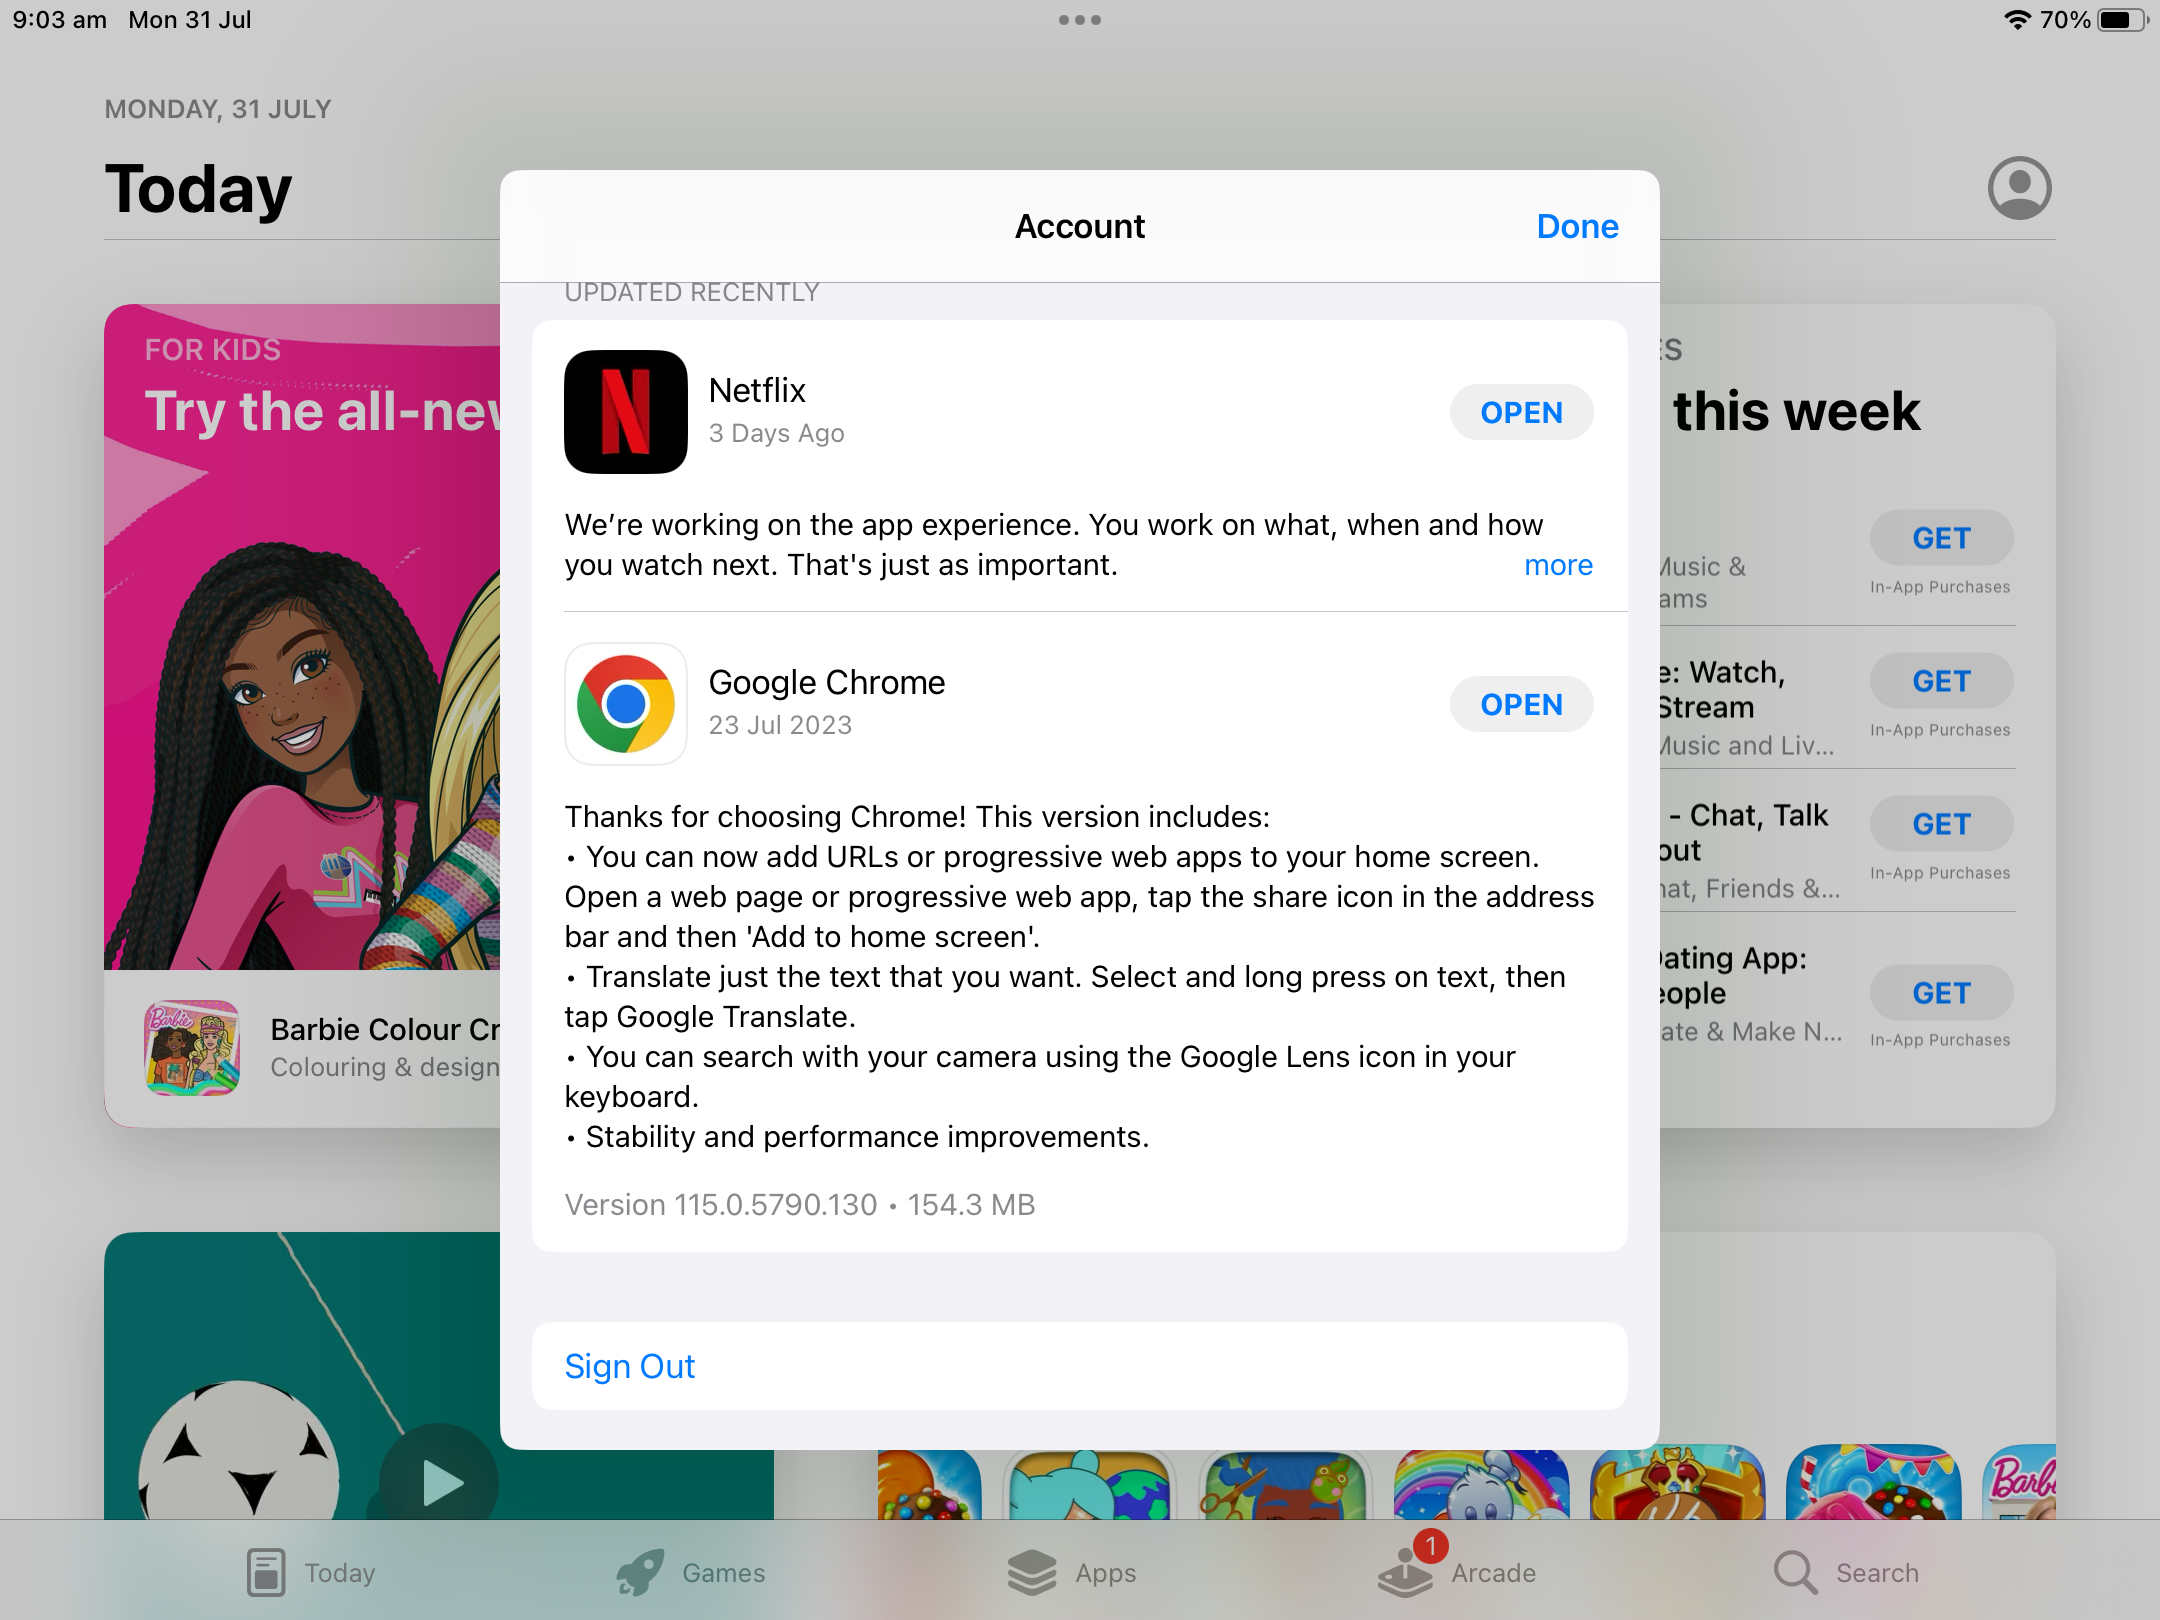 9:03 am Mon 31 Jul
70%
MONDAY, 31 JULY
Today
Account
Done
UPDATED RECENTLY
Netflix
3 Days Ago
OPEN
We’re working on the app experience. You work on what, when and how
you watch next. That's just as important.
more
Google Chrome
23 Jul 2023
OPEN
Thanks for choosing Chrome! This version includes:
• You can now add URLs or progressive web apps to your home screen.
Open a web page or progressive web app, tap the share icon in the address
bar and then 'Add to home screen'.
• Translate just the text that you want. Select and long press on text, then
tap Google Translate.
• You can search with your camera using the Google Lens icon in your
keyboard.
• Stability and performance improvements.
Version 115.0.5790.130 • 154.3 MB
Sign Out
FOR KIDS
Try the all-new
Barbie
Barbie Colour Cr
Colouring & design
ES
this week
Music &
ams
GET
In-App Purchases
e: Watch,
Stream
Music and Liv...
GET
In-App Purchases
- Chat, Talk
out
hat, Friends &...
GET
In-App Purchases
Dating App:
eople
ate & Make N...
GET
In-App Purchases
Barbi
Today
Games
Apps
1
Arcade
Search